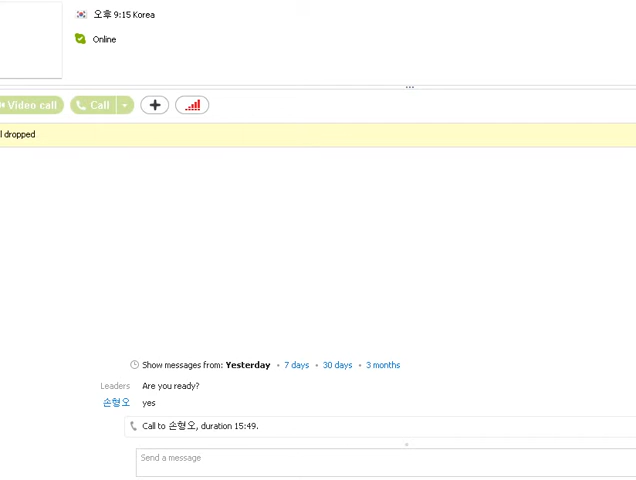 오후 9:15 Korea
Online
Video call
Call
dropped
Show messages from: Yesterday • 7 days • 30 days • 3 months
Leaders Are you ready?
손형오 yes
Call to 손형오, duration 15:49.
Send a message